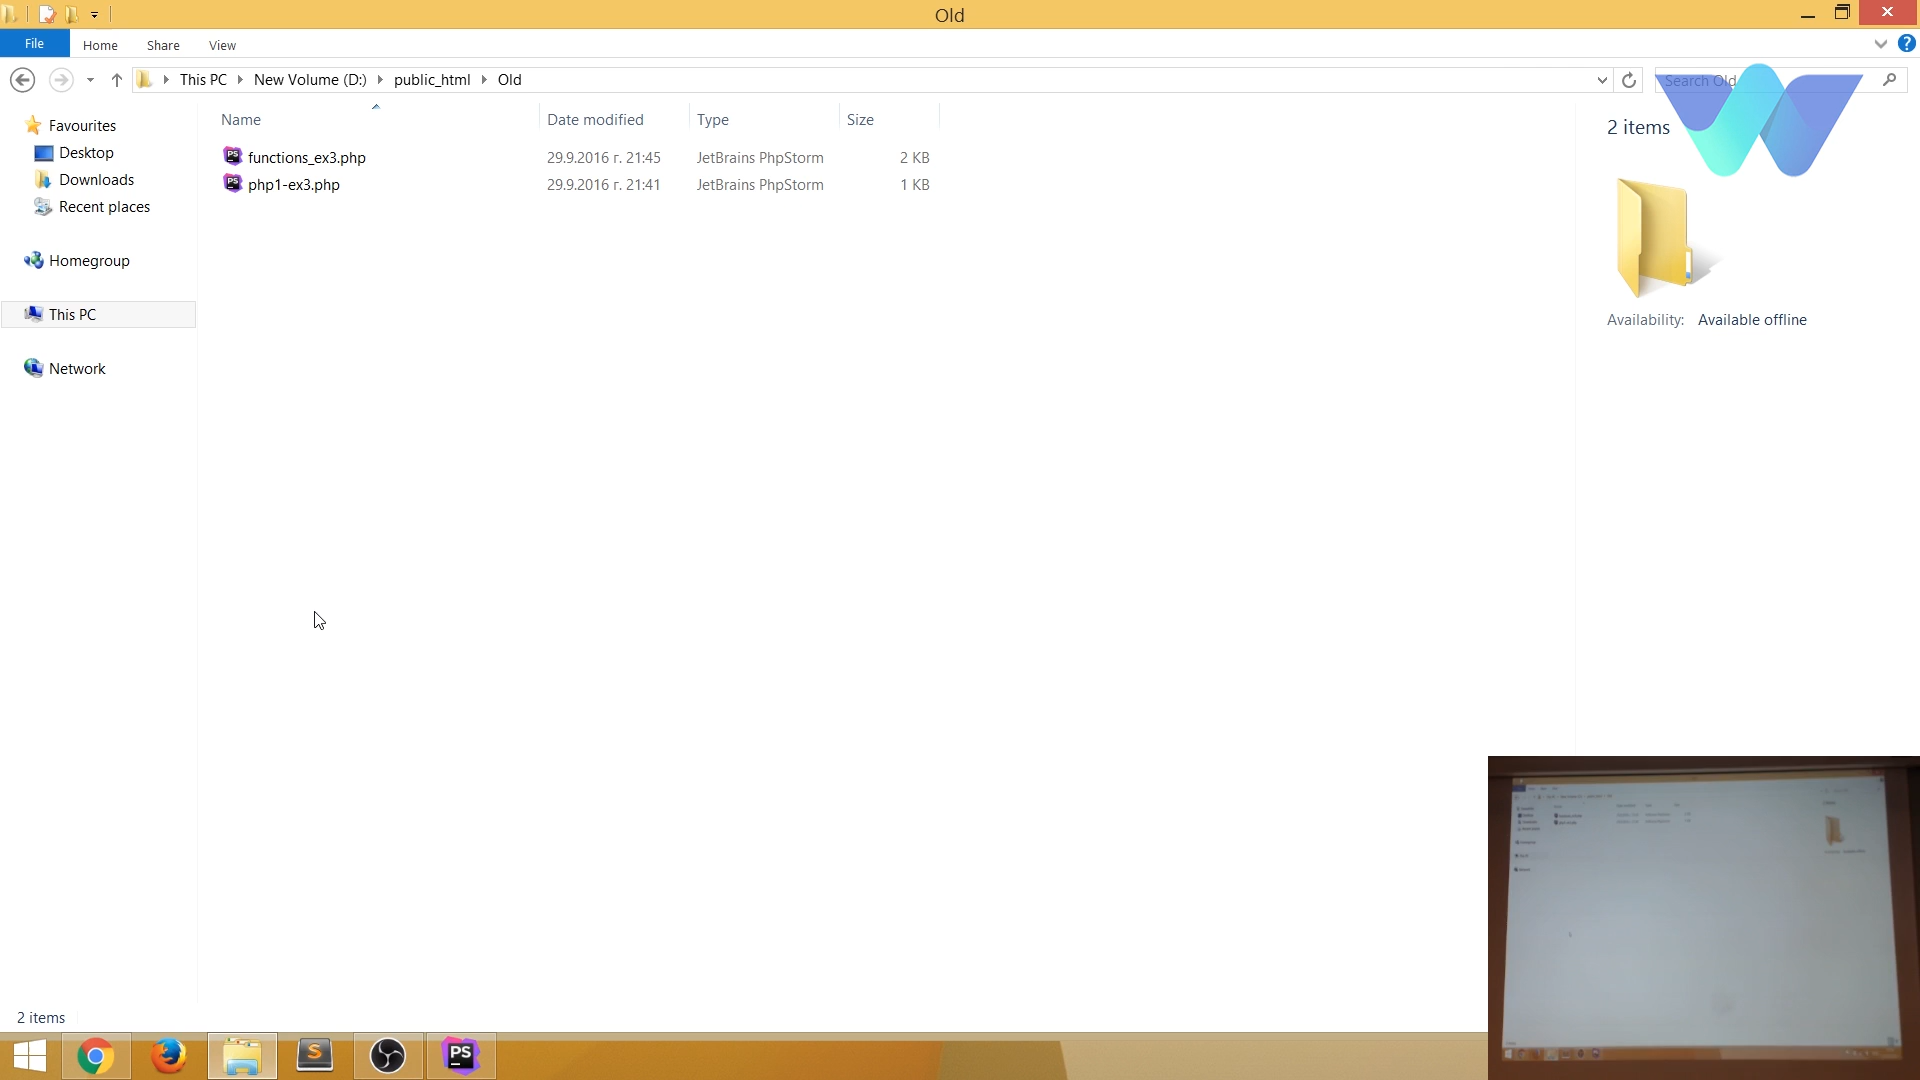 Old
File
Home
Share
View
This PC
New Volume (D:)
public_html
Old
Search Old
Name
Date modified
Type
Size
functions_ex3.php
29.9.2016 г. 21:45
JetBrains PhpStorm
2 KB
php1-ex3.php
29.9.2016 г. 21:41
JetBrains PhpStorm
1 KB
Favourites
Desktop
Downloads
Recent places
Homegroup
This PC
Network
2 items
Availability: Available offline
2 items
S
PS